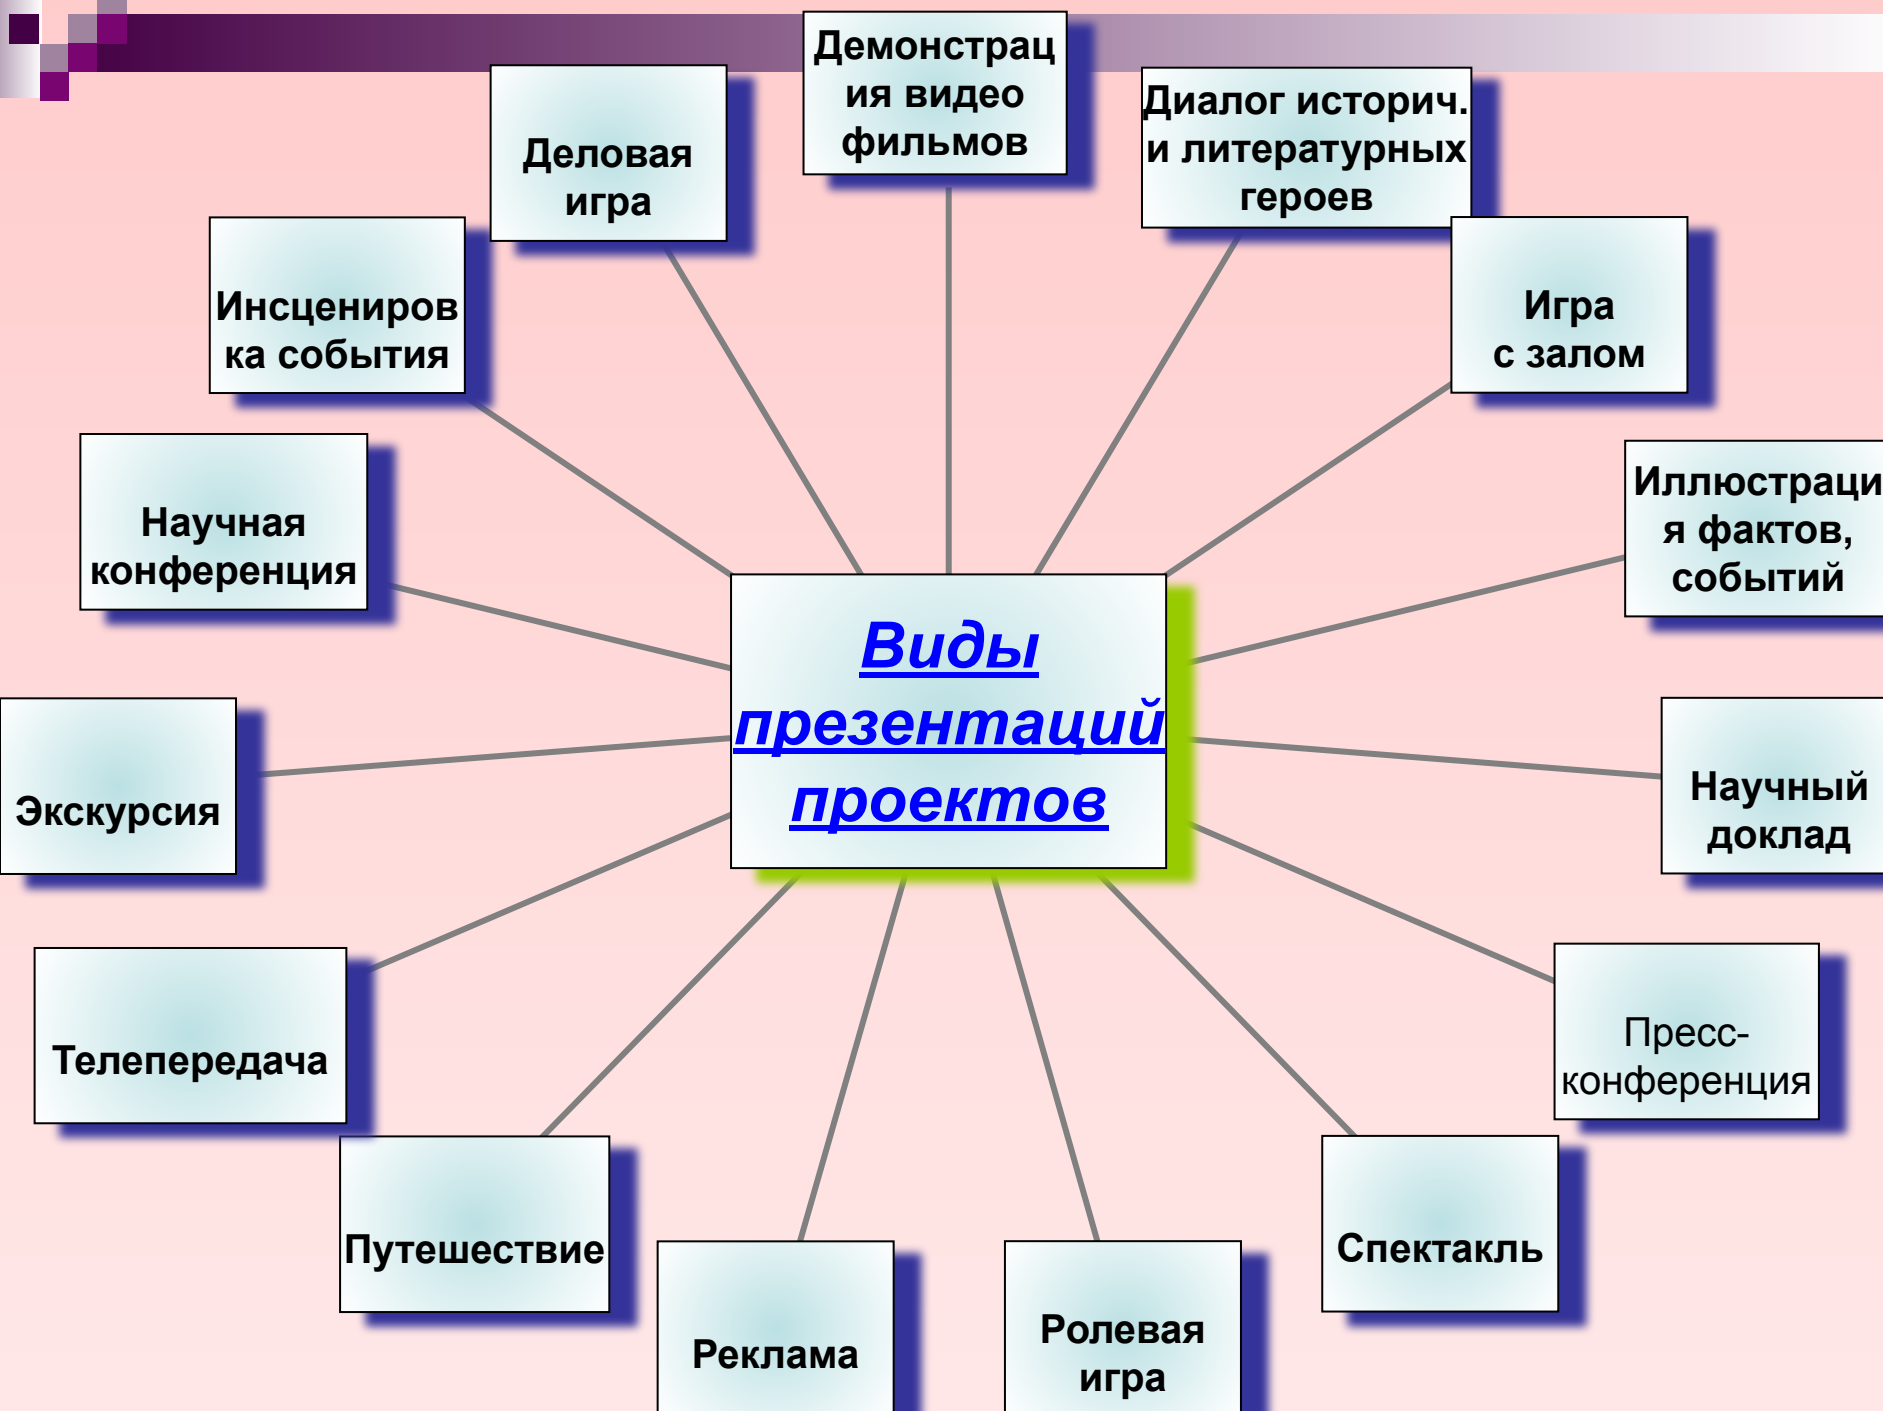 Демонстрац
ия видео
фильмов
Диалог историч.
и литературных
героев
Деловая
игра
Инсцениров
ка события
Игра
с залом
Научная
конференция
Иллюстраци
я фактов,
событий
Виды
презентаций
проектов
Экскурсия
Научный
доклад
Телепередача
Пресс-
конференция
Путешествие
Спектакль
Реклама
Ролевая
игра